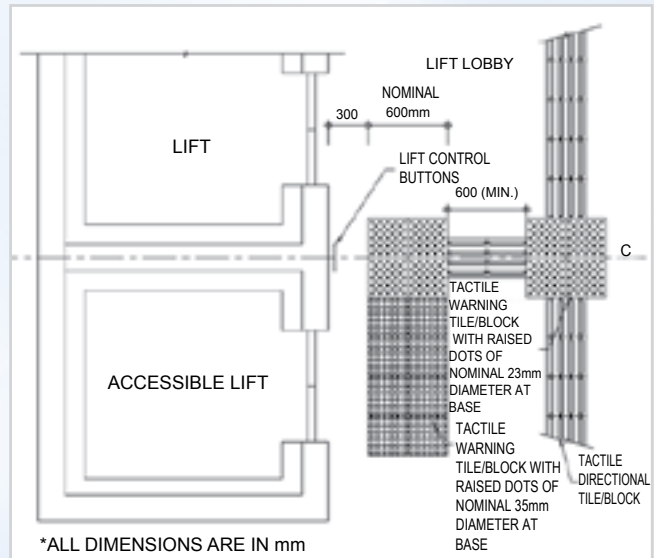 LIFT LOBBY
NOMINAL
600mm
300
LIFT
LIFT CONTROL
BUTTONS
600 (MIN.)
C
TACTILE
WARNING
TILE/BLOCK
WITH RAISED
DOTS OF
NOMINAL 23mm
DIAMETER AT
BASE
ACCESSIBLE LIFT
TACTILE
WARNING
TILE/BLOCK WITH
RAISED DOTS OF
NOMINAL 35mm
DIAMETER AT
BASE
TACTILE
DIRECTIONAL
TILE/BLOCK
*ALL DIMENSIONS ARE IN mm